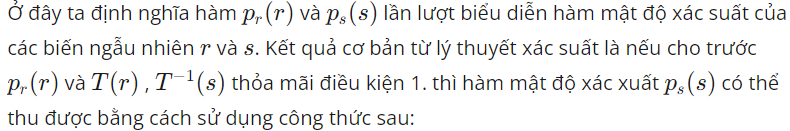 Ở đây ta định nghĩa hàm p_r(r) và p_s(s) lần lượt biểu diễn hàm mật độ xác suất của
các biến ngẫu nhiên r và s. Kết quả cơ bản từ lý thuyết xác suất là nếu cho trước
p_r(r) và T(r) , T⁻¹(s) thỏa mãi điều kiện 1. thì hàm mật độ xác xuất p_s(s) có thể
thu được bằng cách sử dụng công thức sau: